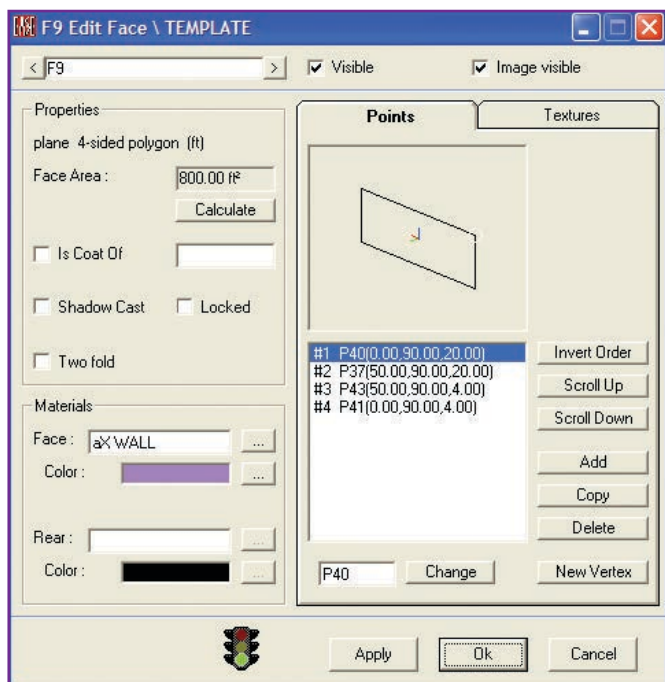 EASE F9 Edit Face \ TEMPLATE
< F9 > Visible Image visible
Properties
plane 4-sided polygon (ft)
Face Area : 800.00 ft²
Calculate
Is Coat Of
Shadow Cast Locked
Two fold
Materials
Face : aX WALL ...
Color : ...
Rear : ...
Color : ...
Points Textures
#1 P40(0.00,90.00,20.00)
#2 P37(50.00,90.00,20.00)
#3 P43(50.00,90.00,4.00)
#4 P41(0.00,90.00,4.00)
Invert Order
Scroll Up
Scroll Down
Add
Copy
Delete
P40 Change New Vertex
Apply Ok Cancel